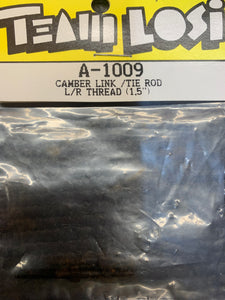 TEAM LOSI
A-1009
CAMBER LINK /TIE ROD
L/R THREAD (1.5")